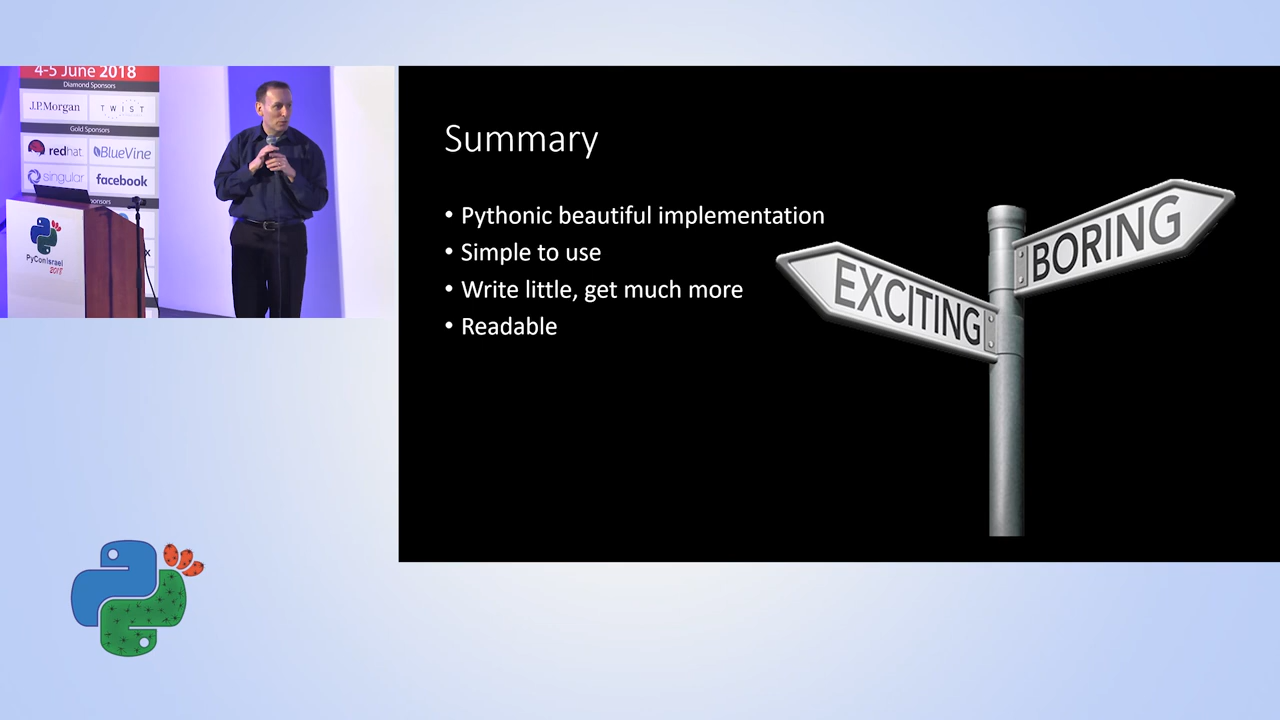 4-5 June 2018
Diamond Sponsors
J.P.Morgan
TWIST
Gold Sponsors
redhat
BlueVine
singular
facebook
PyConIsrael
2018
Summary
• Pythonic beautiful implementation
• Simple to use
• Write little, get much more
• Readable
EXCITING
BORING